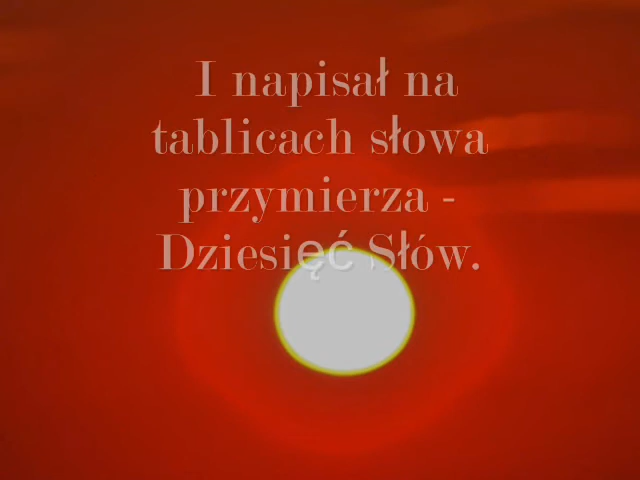 I napisał na
tablicach słowa
przymierza -
Dziesięć Słów.